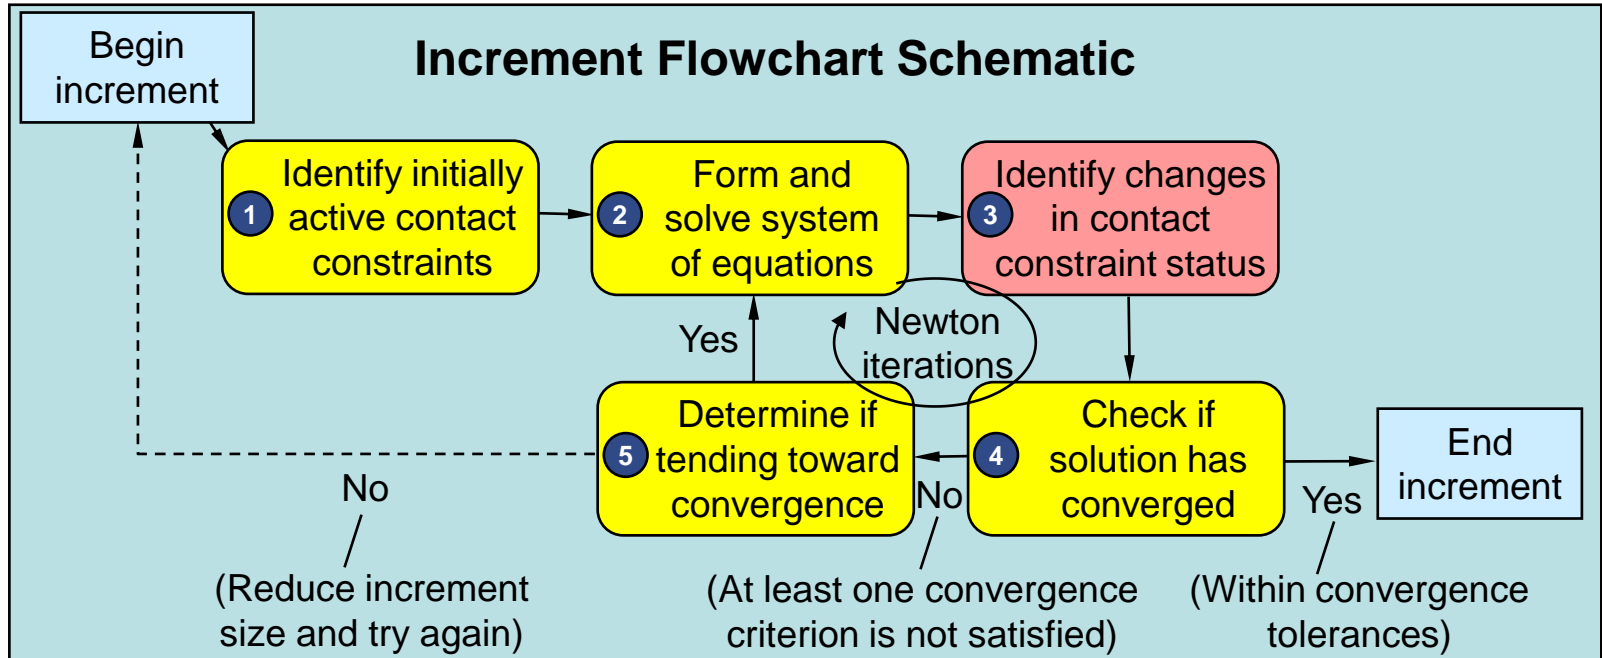 Begin
increment
Increment Flowchart Schematic
1
Identify initially
active contact
constraints
2
Form and
solve system
of equations
3
Identify changes
in contact
constraint status
Yes
Newton
iterations
5
Determine if
tending toward
convergence
4
Check if
solution has
converged
End
increment
No
No
Yes
(Reduce increment
size and try again)
(At least one convergence
criterion is not satisfied)
(Within convergence
tolerances)